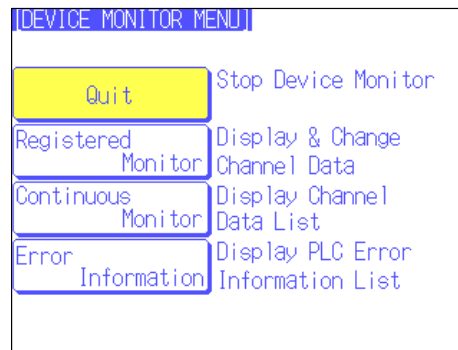 [DEVICE MONITOR MENU]
Quit
Stop Device Monitor
Registered
Monitor
Display & Change
Channel Data
Continuous
Monitor
Display Channel
Data List
Error
Information
Display PLC Error
Information List